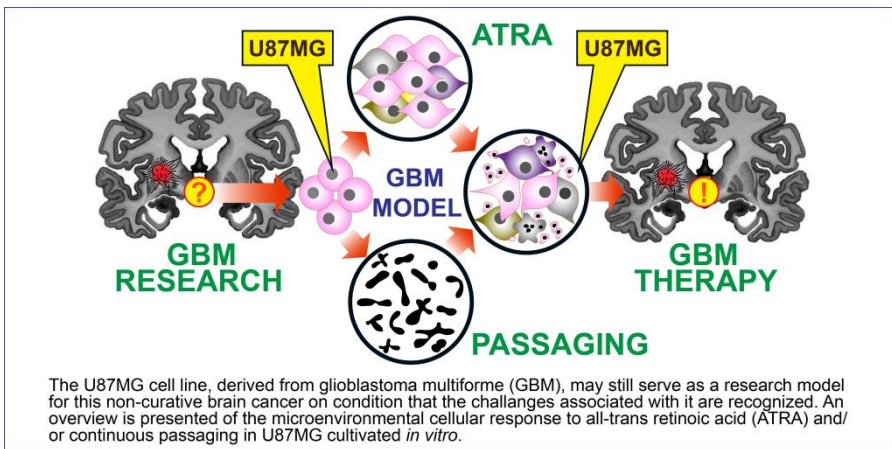 ATRA
U87MG
U87MG
?
GBM
MODEL
!
GBM
RESEARCH
GBM
THERAPY
PASSAGING
The U87MG cell line, derived from glioblastoma multiforme (GBM), may still serve as a research model
for this non-curative brain cancer on condition that the challanges associated with it are recognized. An
overview is presented of the microenvironmental cellular response to all-trans retinoic acid (ATRA) and/
or continuous passaging in U87MG cultivated in vitro.